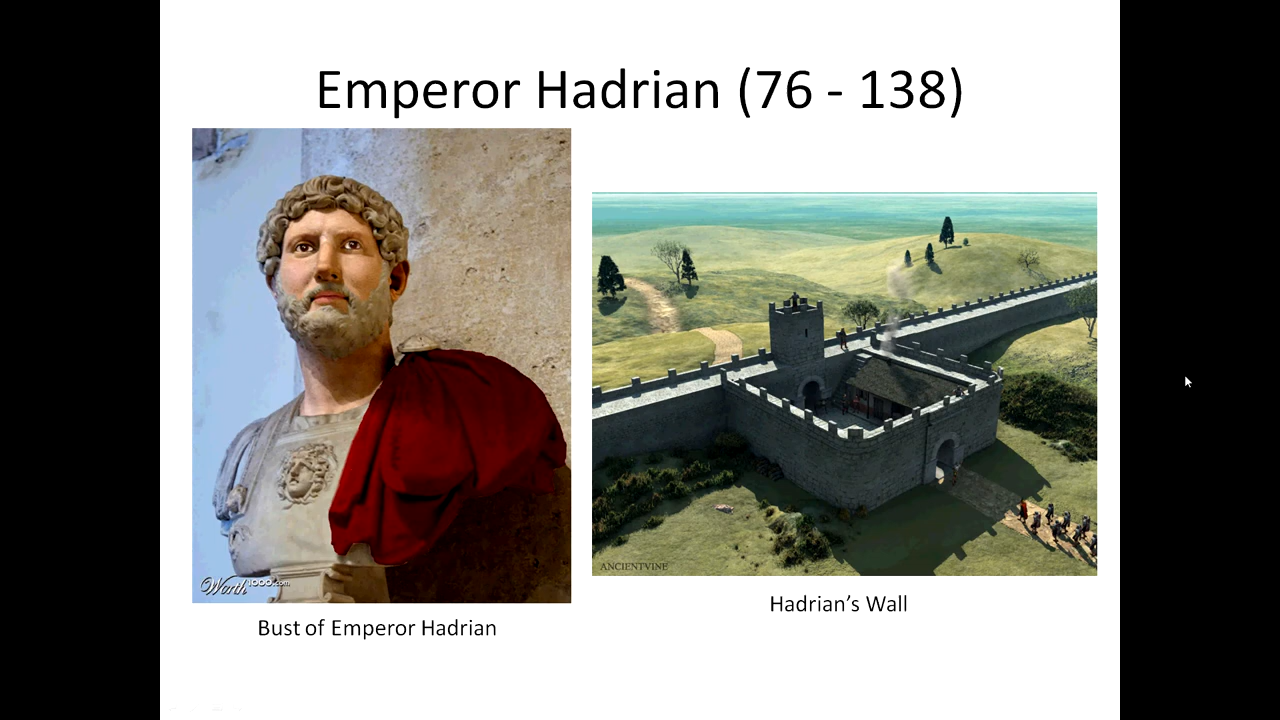 Emperor Hadrian (76 - 138)
Worth1000.com
ANCIENTVINE
Hadrian’s Wall
Bust of Emperor Hadrian